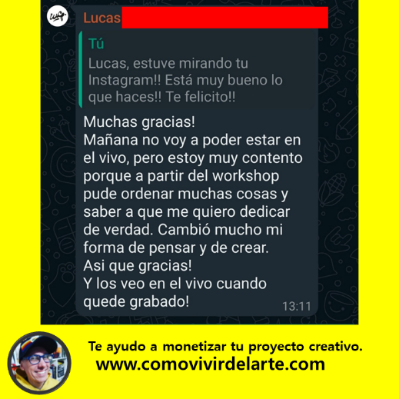 Lucas
Tú
Lucas, estuve mirando tu
Instagram!! Está muy bueno lo
que haces!! Te felicito!!
Muchas gracias!
Mañana no voy a poder estar en
el vivo, pero estoy muy contento
porque a partir del workshop
pude ordenar muchas cosas y
saber a que me quiero dedicar
de verdad. Cambió mucho mi
forma de pensar y de crear.
Asi que gracias!
Y los veo en el vivo cuando
quede grabado!
13:11
Te ayudo a monetizar tu proyecto creativo.
www.comovivirdelarte.com